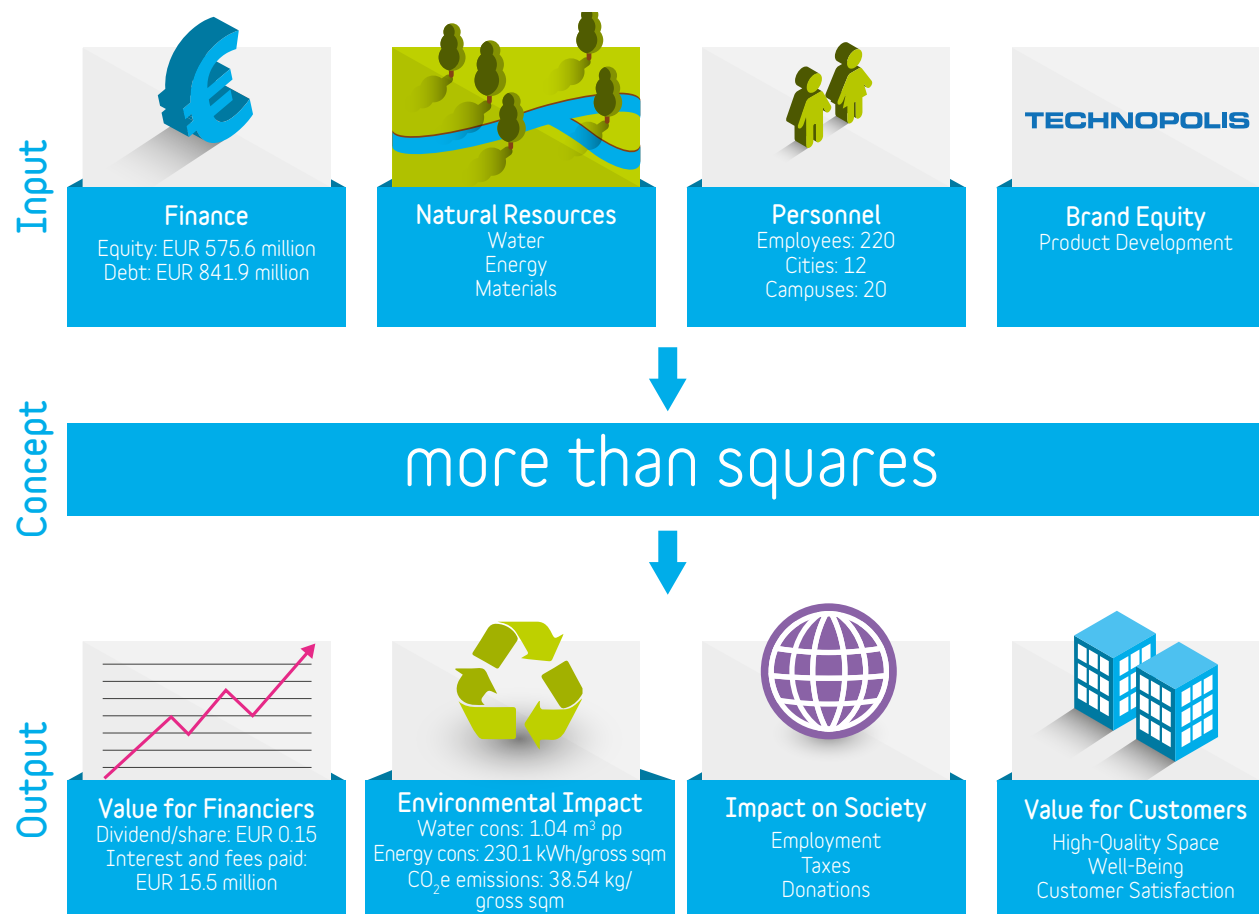 Input
Finance
Equity: EUR 575.6 million
Debt: EUR 841.9 million
Natural Resources
Water
Energy
Materials
Personnel
Employees: 220
Cities: 12
Campuses: 20
TECHNOPOLIS
Brand Equity
Product Development
Concept
more than squares
Output
Value for Financiers
Dividend/share: EUR 0.15
Interest and fees paid:
EUR 15.5 million
Environmental Impact
Water cons: 1.04 m³ pp
Energy cons: 230.1 kWh/gross sqm
CO₂e emissions: 38.54 kg/
gross sqm
Impact on Society
Employment
Taxes
Donations
Value for Customers
High-Quality Space
Well-Being
Customer Satisfaction